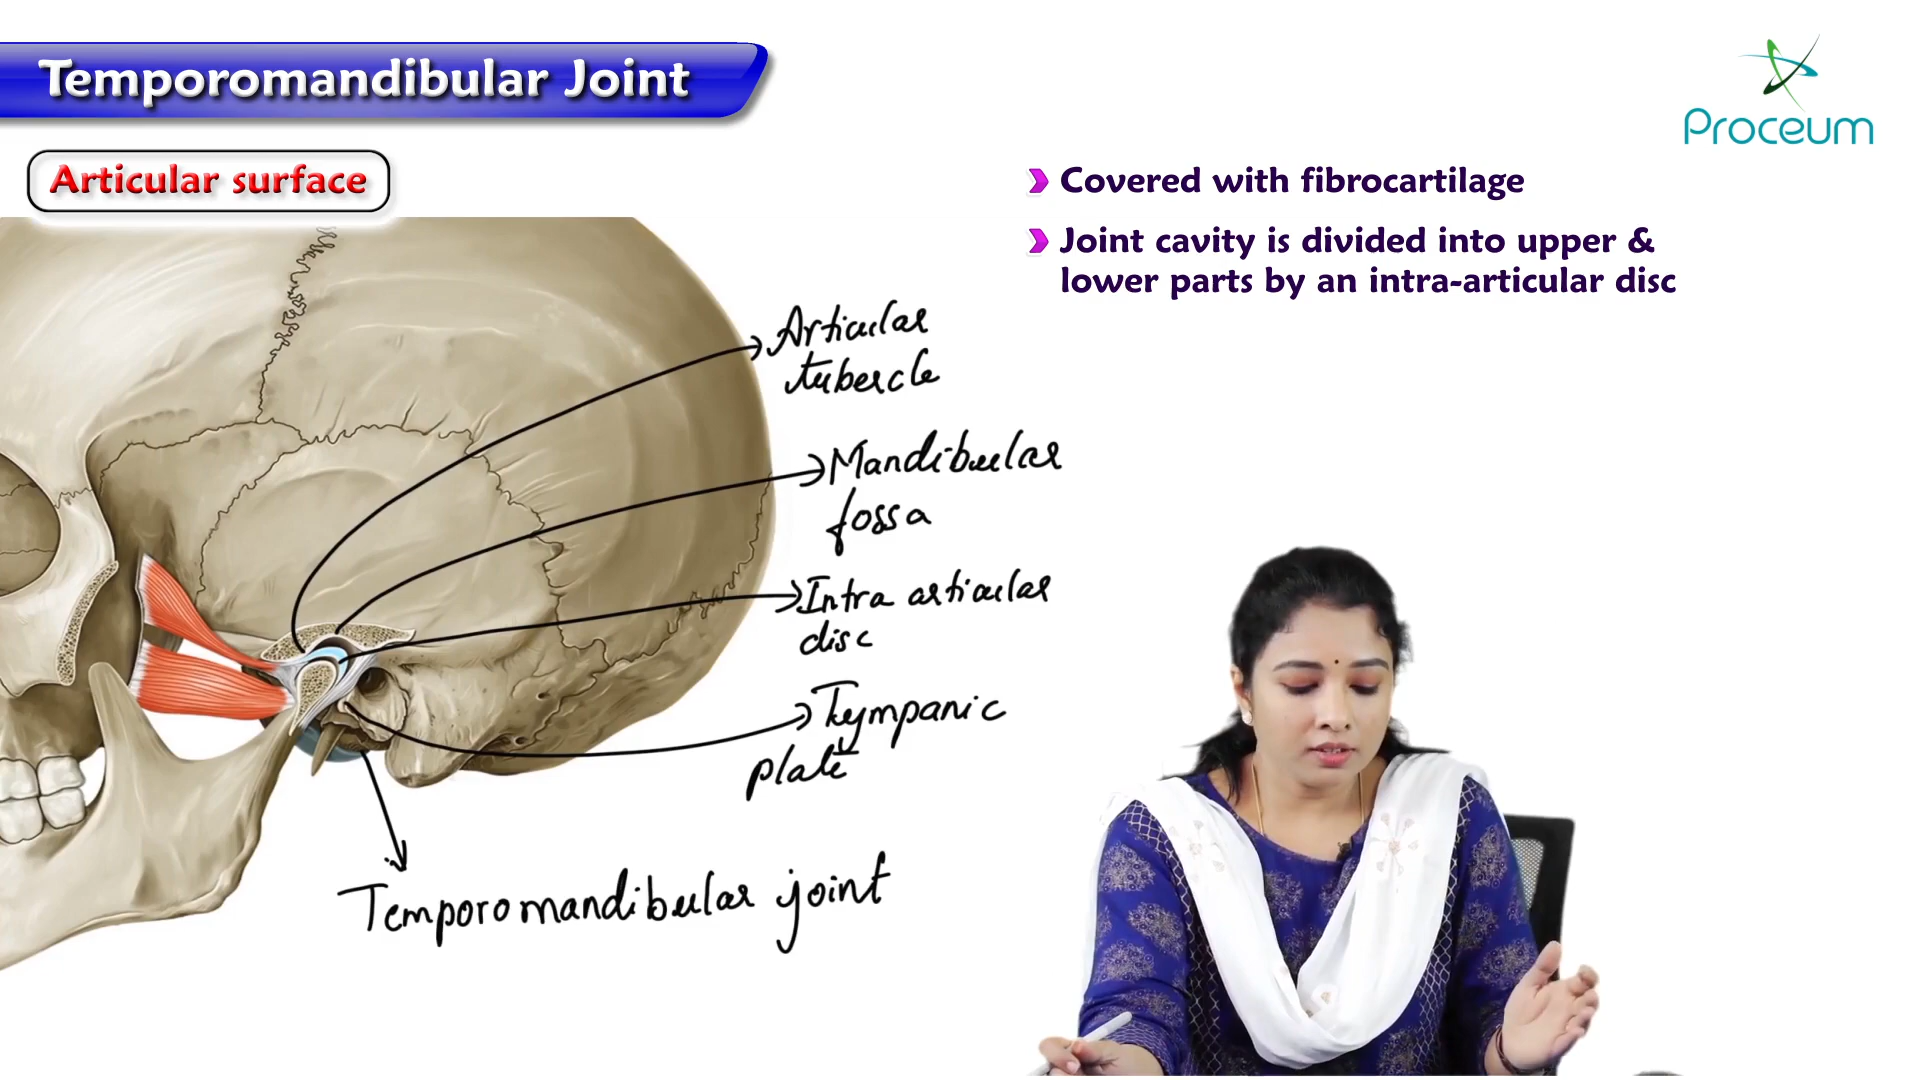 Temporomandibular Joint
Proceum
Articular surface
Covered with fibrocartilage
Joint cavity is divided into upper &
lower parts by an intra-articular disc
Articular
tubercle
Mandibular
fossa
Intra articular
disc
Tympanic
plate
Temporomandibular joint